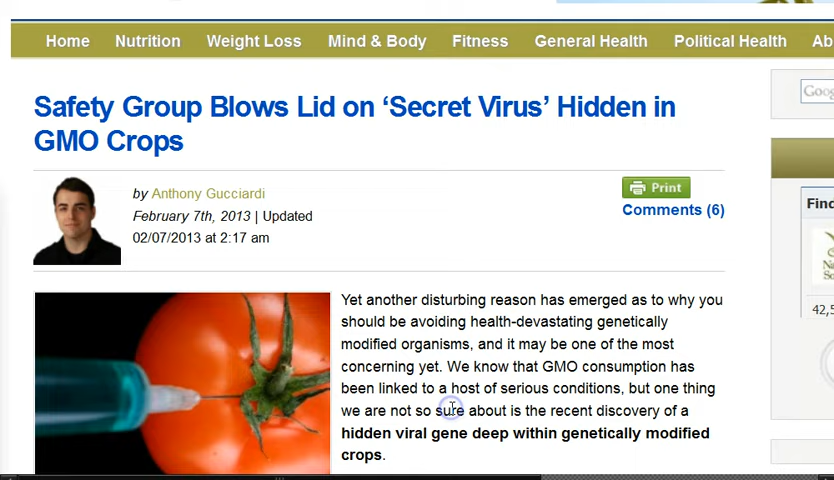 Home Nutrition Weight Loss Mind & Body Fitness General Health Political Health Ab
Safety Group Blows Lid on ‘Secret Virus’ Hidden in
GMO Crops
by Anthony Gucciardi
February 7th, 2013 | Updated
02/07/2013 at 2:17 am
Print
Comments (6)
Goog
Find
42,5
Yet another disturbing reason has emerged as to why you
should be avoiding health-devastating genetically
modified organisms, and it may be one of the most
concerning yet. We know that GMO consumption has
been linked to a host of serious conditions, but one thing
we are not so sure about is the recent discovery of a
hidden viral gene deep within genetically modified
crops.